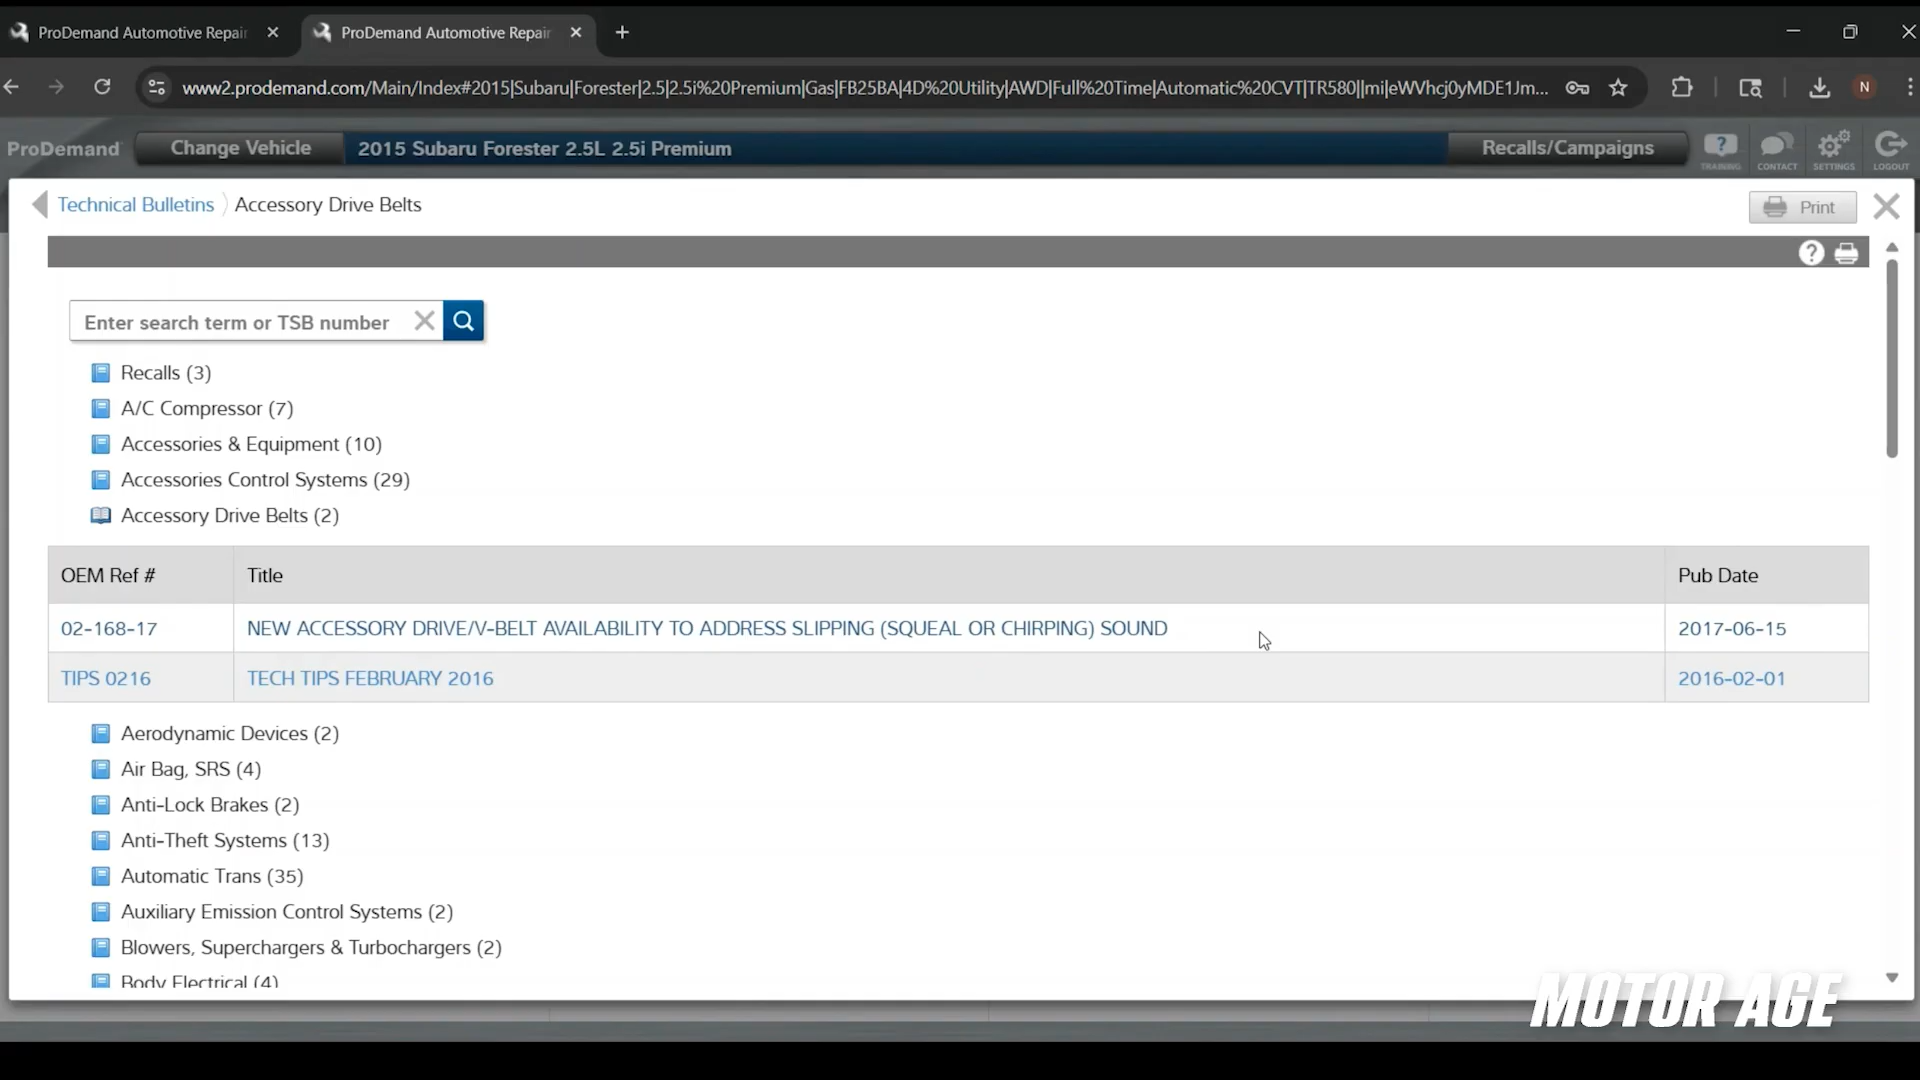 ProDemand Automotive Repair
ProDemand Automotive Repair
www2.prodemand.com/Main/Index#2015|Subaru|Forester|2.5|2.5i%20Premium|Gas|FB25BA|4D%20Utility|AWD|Full%20Time|Automatic%20CVT|TR580||mi|eWVhcj0yMDE1Jm...
N
ProDemand
Change Vehicle
2015 Subaru Forester 2.5L 2.5i Premium
Recalls/Campaigns
TRAINING
CONTACT
SETTINGS
LOGOUT
Technical Bulletins
Accessory Drive Belts
Print
Enter search term or TSB number
Recalls (3)
A/C Compressor (7)
Accessories & Equipment (10)
Accessories Control Systems (29)
Accessory Drive Belts (2)
OEM Ref # Title Pub Date
02-168-17 NEW ACCESSORY DRIVE/V-BELT AVAILABILITY TO ADDRESS SLIPPING (SQUEAL OR CHIRPING) SOUND 2017-06-15
TIPS 0216 TECH TIPS FEBRUARY 2016 2016-02-01
Aerodynamic Devices (2)
Air Bag, SRS (4)
Anti-Lock Brakes (2)
Anti-Theft Systems (13)
Automatic Trans (35)
Auxiliary Emission Control Systems (2)
Blowers, Superchargers & Turbochargers (2)
Body Electrical (4)
MOTOR AGE